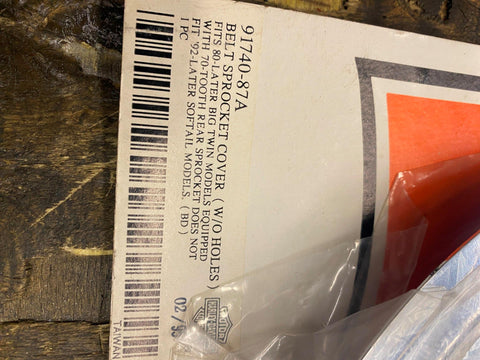 91740-87A
BELT SPROCKET COVER ( W/O HOLES )
FITS 80-LATER BIG TWIN MODELS EQUIPPED
WITH 70-TOOTH REAR SPROCKET DOES NOT
FIT '92-LATER SOFTAIL MODELS. ( BD )
1 PC
TAIWAN